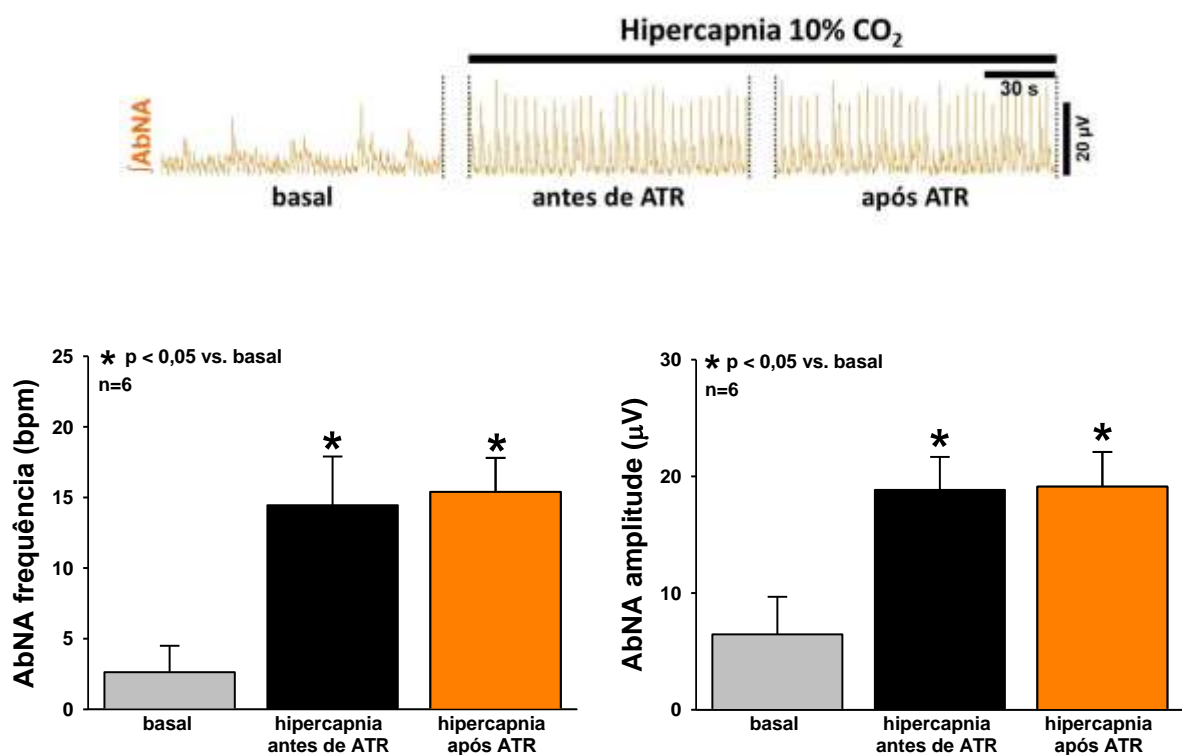 Hipercapnia 10% CO₂
30 s
∫AbNA
20 µV
basal
antes de ATR
após ATR
AbNA frequência (bpm)
25
20
15
10
5
0
* p < 0,05 vs. basal
n=6
*
*
basal
hipercapnia
antes de ATR
hipercapnia
após ATR
AbNA amplitude (µV)
30
20
10
0
* p < 0,05 vs. basal
n=6
*
*
basal
hipercapnia
antes de ATR
hipercapnia
após ATR